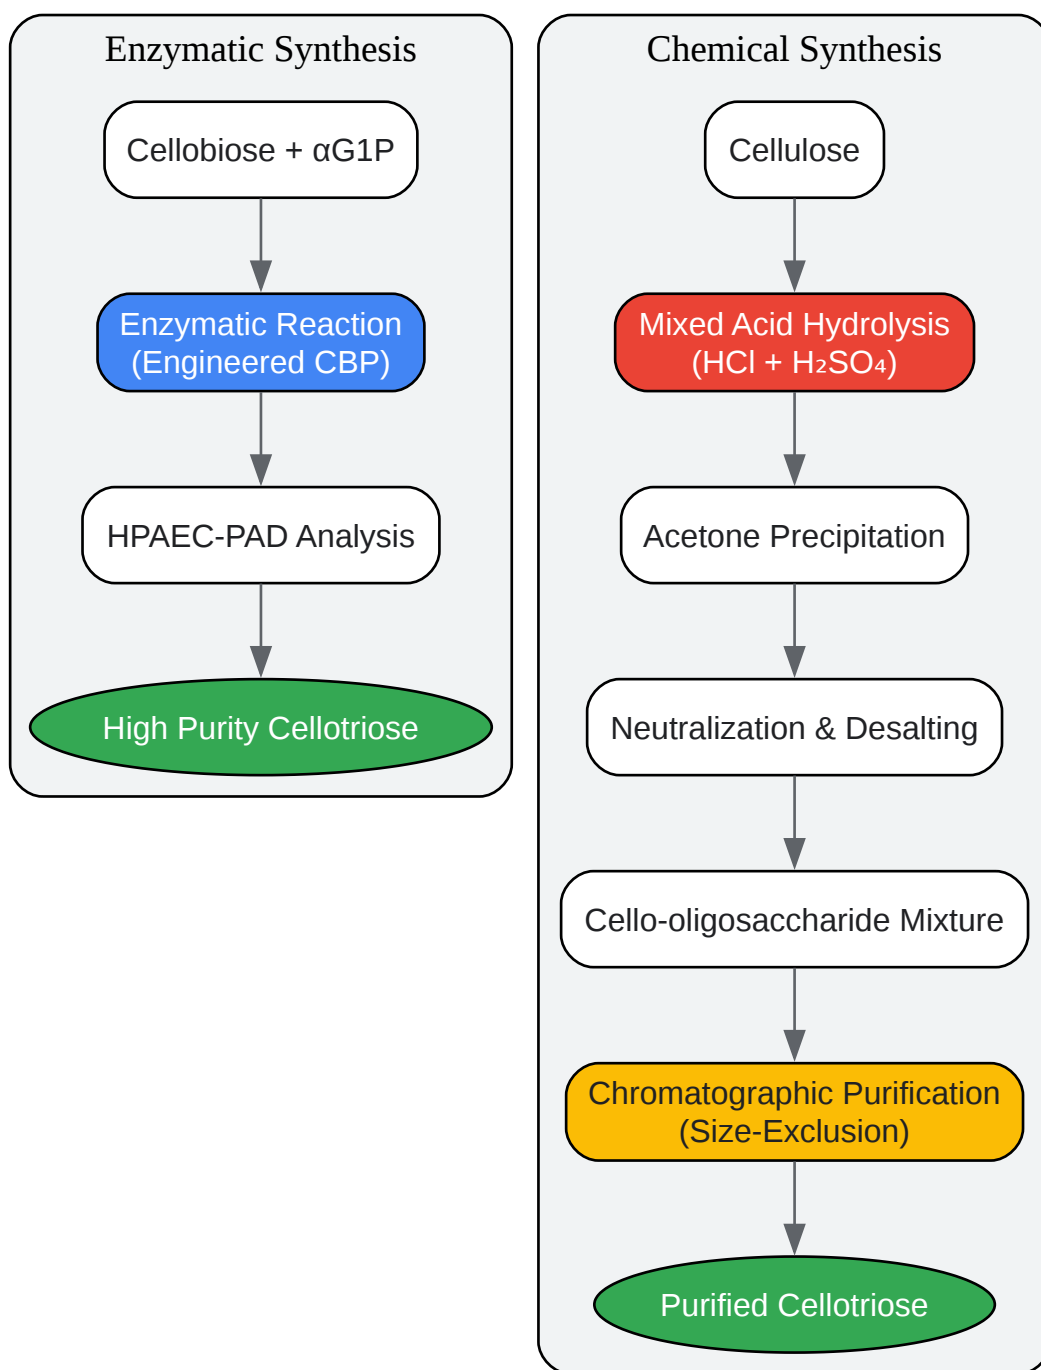 Enzymatic Synthesis
Cellobiose + αG1P
Enzymatic Reaction
(Engineered CBP)
HPAEC-PAD Analysis
High Purity Cellotriose
Chemical Synthesis
Cellulose
Mixed Acid Hydrolysis
(HCl + H₂SO₄)
Acetone Precipitation
Neutralization & Desalting
Cello-oligosaccharide Mixture
Chromatographic Purification
(Size-Exclusion)
Purified Cellotriose